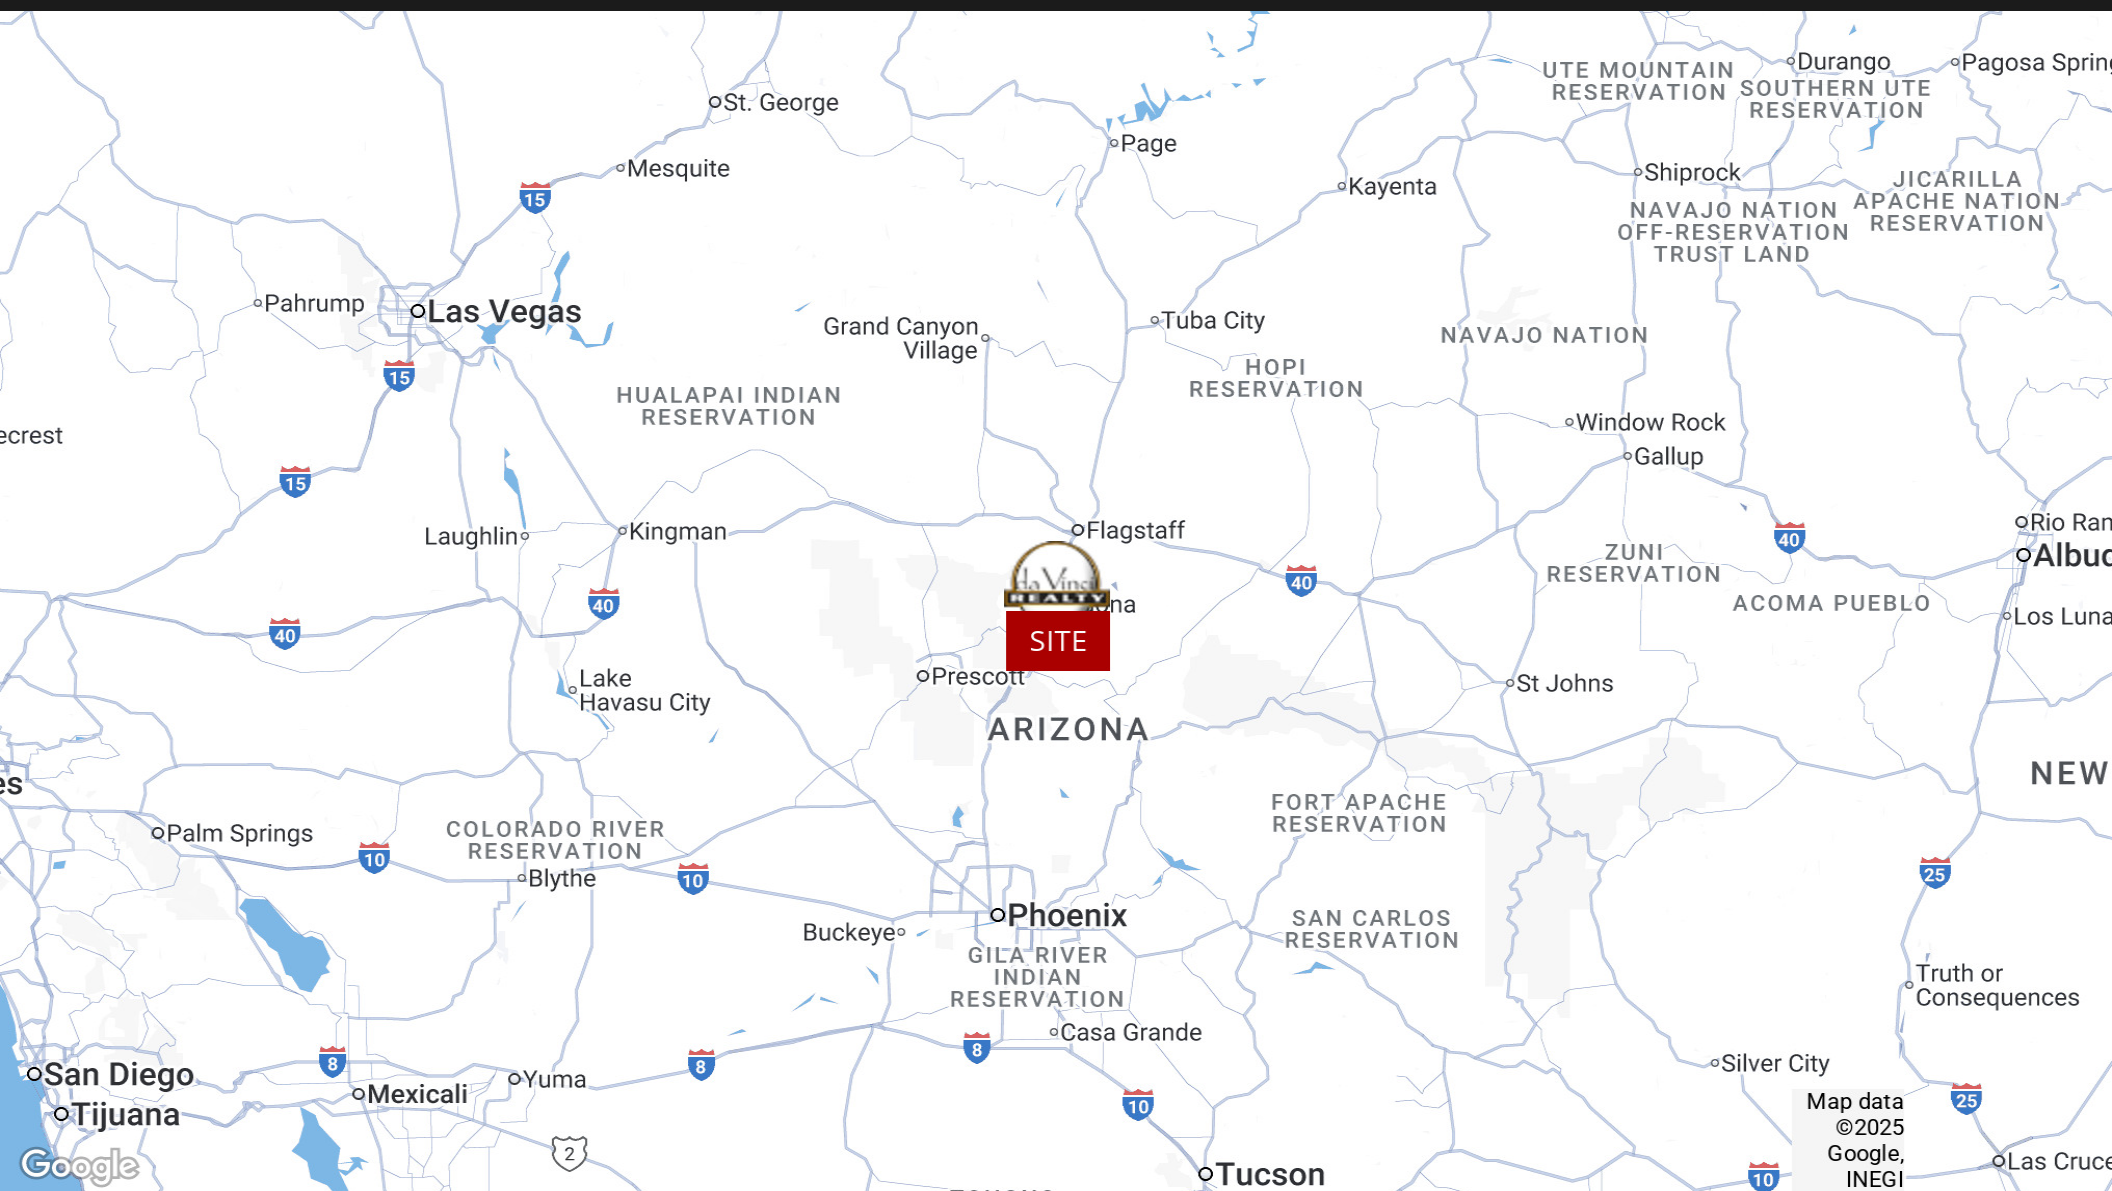 Durango
Pagosa Spring
UTE MOUNTAIN
RESERVATION
SOUTHERN UTE
RESERVATION
St. George
Page
Mesquite
15
Kayenta
Shiprock
JICARILLA
APACHE NATION
RESERVATION
NAVAJO NATION
OFF-RESERVATION
TRUST LAND
Pahrump
Las Vegas
Grand Canyon
Village
Tuba City
NAVAJO NATION
15
HOPI
RESERVATION
HUALAPAI INDIAN
RESERVATION
ecrest
Window Rock
Gallup
15
Laughlin
Kingman
Flagstaff
40
Rio Ran
Albuq
ZUNI
RESERVATION
40
daVinci
REALTY
ona
40
ACOMA PUEBLO
Los Luna
40
SITE
Lake
Havasu City
Prescott
St Johns
ARIZONA
es
NEW
Palm Springs
COLORADO RIVER
RESERVATION
FORT APACHE
RESERVATION
10
Blythe
10
25
Buckeye
Phoenix
SAN CARLOS
RESERVATION
GILA RIVER
INDIAN
RESERVATION
Truth or
Consequences
Casa Grande
8
8
8
Silver City
San Diego
Mexicali
Yuma
Tijuana
10
25
Map data
©2025
Google,
INEGI
2
Google
Tucson
10
Las Cruce